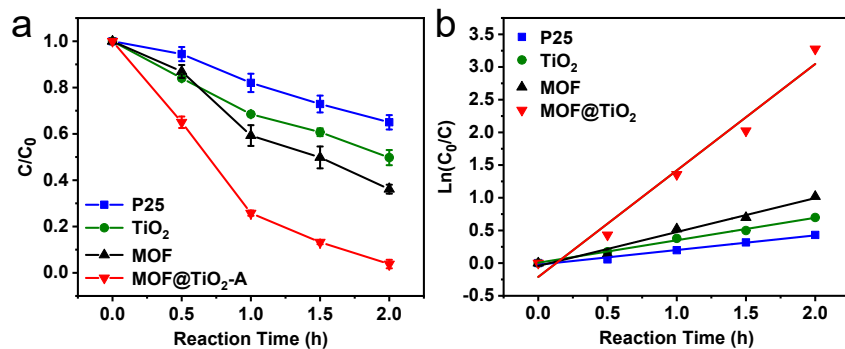 a
1.0
0.8
0.6
0.4
0.2
0.0
C/C₀
P25
TiO₂
MOF
MOF@TiO₂-A
0.0 0.5 1.0 1.5 2.0
Reaction Time (h)
b
3.5
3.0
2.5
2.0
1.5
1.0
0.5
0.0
-0.5
Ln(C₀/C)
P25
TiO₂
MOF
MOF@TiO₂
0.0 0.5 1.0 1.5 2.0
Reaction Time (h)